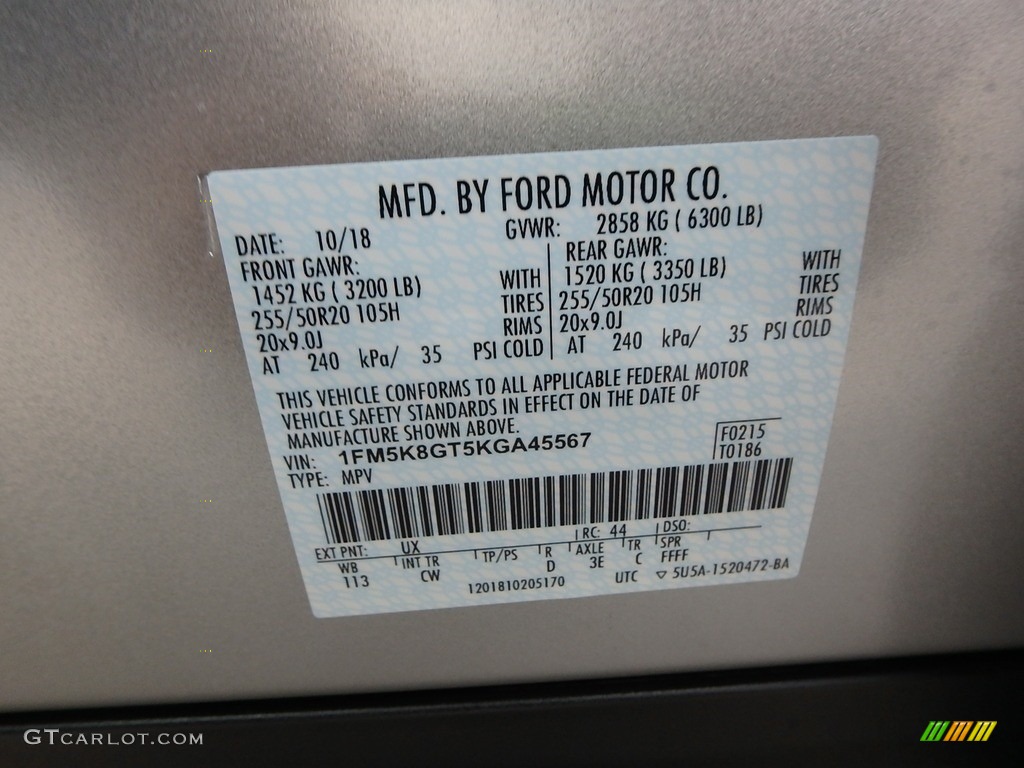 MFD. BY FORD MOTOR CO.
DATE: 10/18 GVWR: 2858 KG ( 6300 LB)
FRONT GAWR: REAR GAWR:
1452 KG ( 3200 LB) WITH 1520 KG ( 3350 LB) WITH
255/50R20 105H TIRES 255/50R20 105H TIRES
20x9.0J RIMS 20x9.0J RIMS
AT 240 kPa/ 35 PSI COLD AT 240 kPa/ 35 PSI COLD
THIS VEHICLE CONFORMS TO ALL APPLICABLE FEDERAL MOTOR
VEHICLE SAFETY STANDARDS IN EFFECT ON THE DATE OF
MANUFACTURE SHOWN ABOVE.
VIN: 1FM5K8GT5KGA45567 F0215
TYPE: MPV T0186
EXT PNT: UX RC: 44 DSO:
WB INT TR TP/PS R AXLE TR SPR
113 CW D 3E C FFFF
1201810205170 UTC ▽ 5U5A-1520472-BA
GTCARLOT.COM